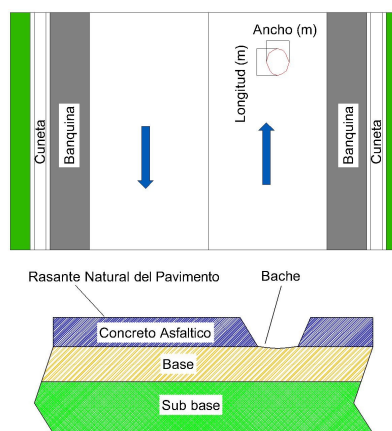 Ancho (m)
Longitud (m)
Cuneta
Banquina
Banquina
Cuneta
Rasante Natural del Pavimento
Bache
Concreto Asfaltico
Base
Sub base